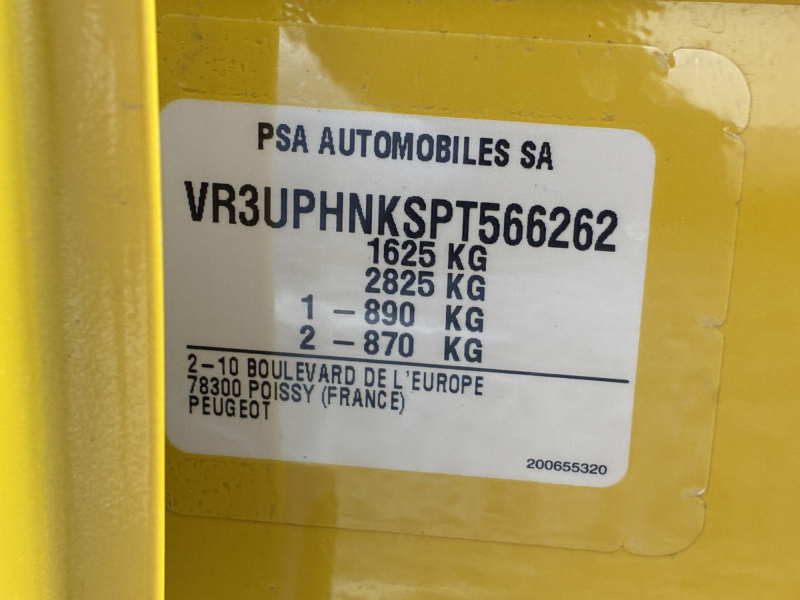 PSA AUTOMOBILES SA
VR3UPHNKSPT566262
1625 KG
2825 KG
1 – 890 KG
2 – 870 KG
2–10 BOULEVARD DE L'EUROPE
78300 POISSY (FRANCE)
PEUGEOT
200655320